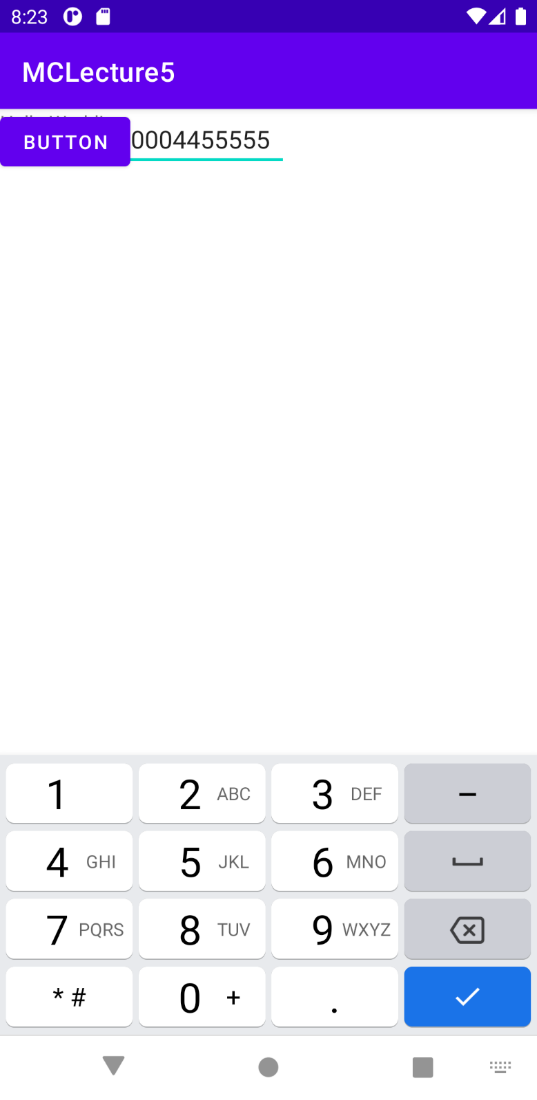 8:23
MCLecture5
BUTTON 0004455555
1 2 ABC 3 DEF –
4 GHI 5 JKL 6 MNO
7 PQRS 8 TUV 9 WXYZ
* # 0 + .